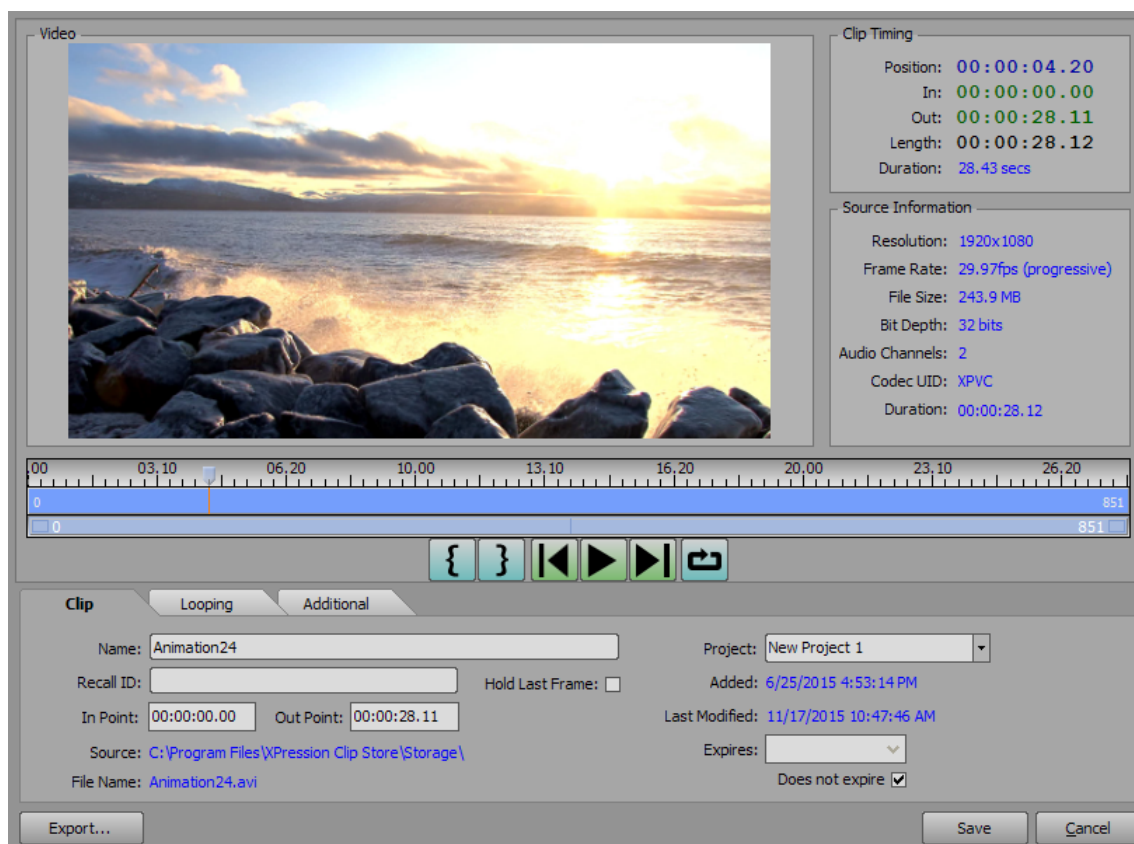 Video
Clip Timing
Position: 00:00:04.20
In: 00:00:00.00
Out: 00:00:28.11
Length: 00:00:28.12
Duration: 28.43 secs
Source Information
Resolution: 1920x1080
Frame Rate: 29.97fps (progressive)
File Size: 243.9 MB
Bit Depth: 32 bits
Audio Channels: 2
Codec UID: XPVC
Duration: 00:00:28.12
.00 03.10 06.20 10.00 13.10 16.20 20.00 23.10 26.20
0 851
0 851
{ }
Clip Looping Additional
Name: Animation24
Project: New Project 1
Recall ID:
Hold Last Frame:
Added: 6/25/2015 4:53:14 PM
In Point: 00:00:00.00 Out Point: 00:00:28.11
Last Modified: 11/17/2015 10:47:46 AM
Source: C:\Program Files\XPression Clip Store\Storage\
Expires:
File Name: Animation24.avi
Does not expire
Export... Save Cancel